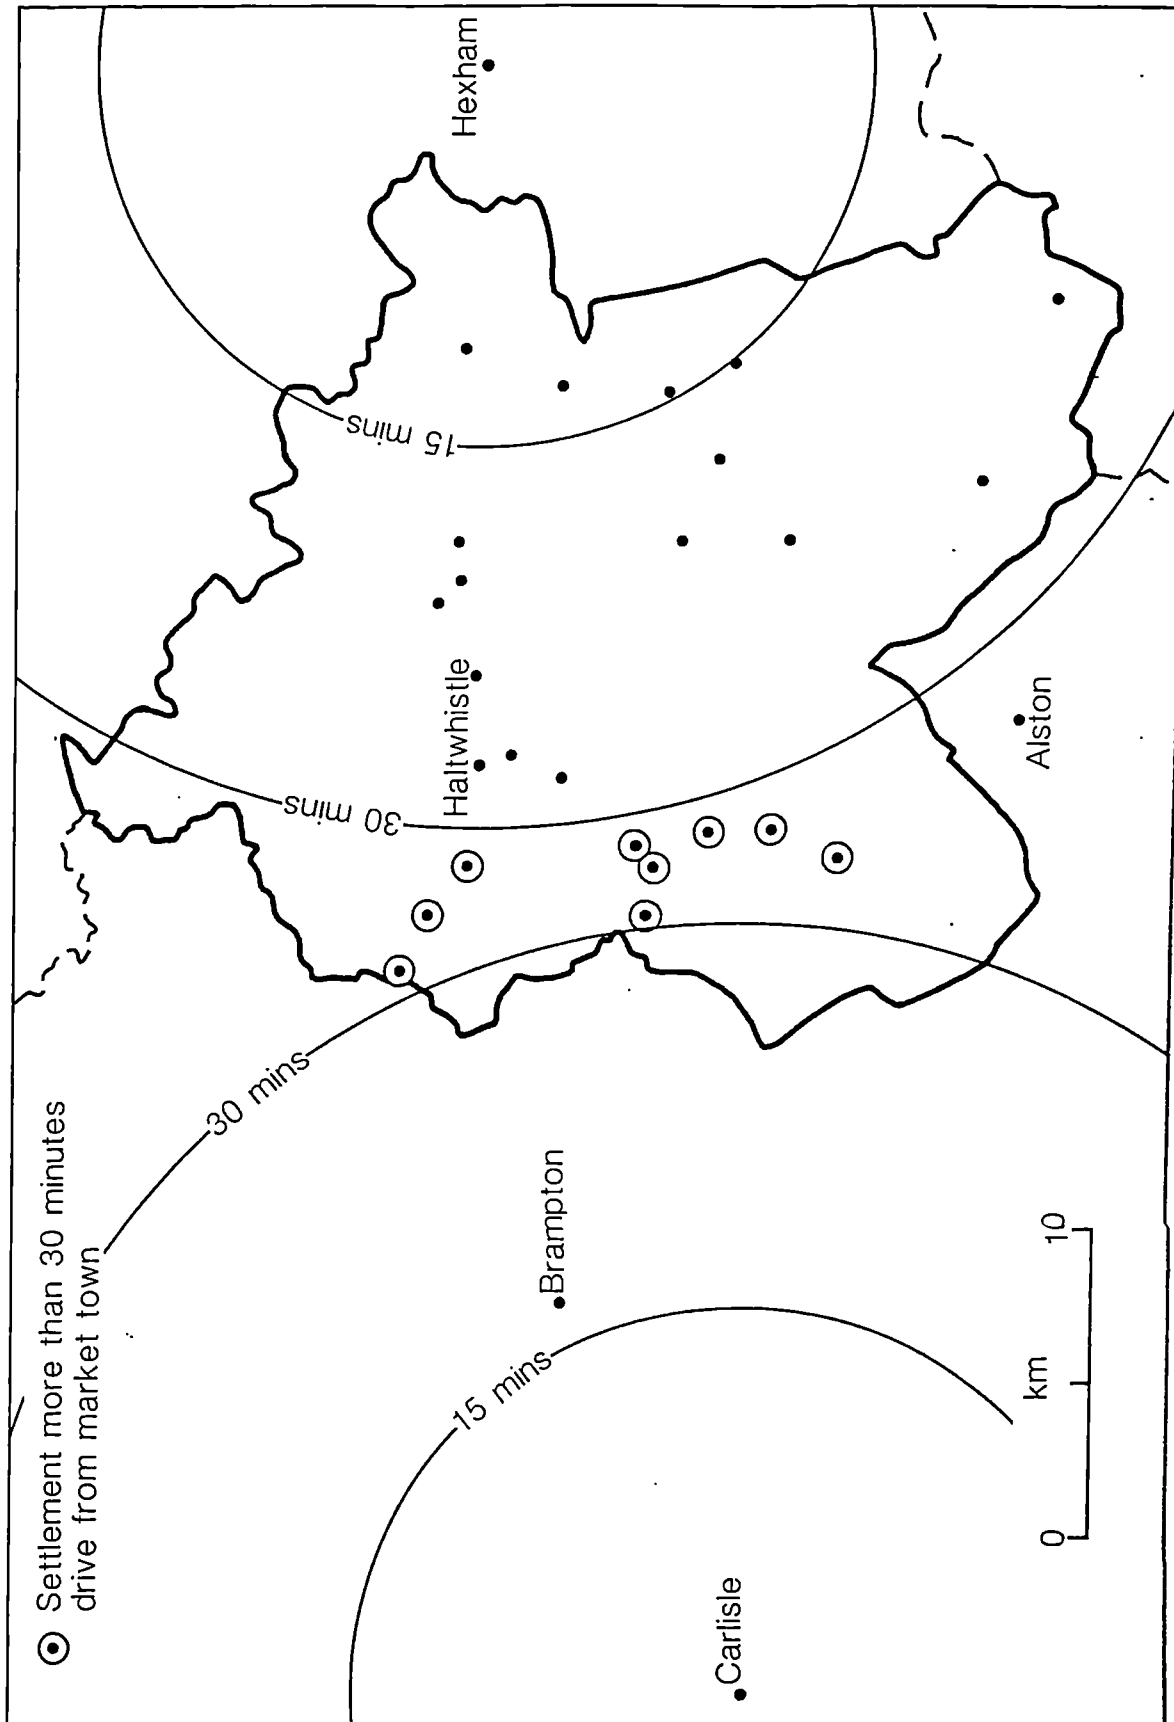 Settlement more than 30 minutes
drive from market town
30 mins
15 mins
Carlisle
Brampton
30 mins
Haltwhistle
15 mins
Hexham
Alston
0
km
10